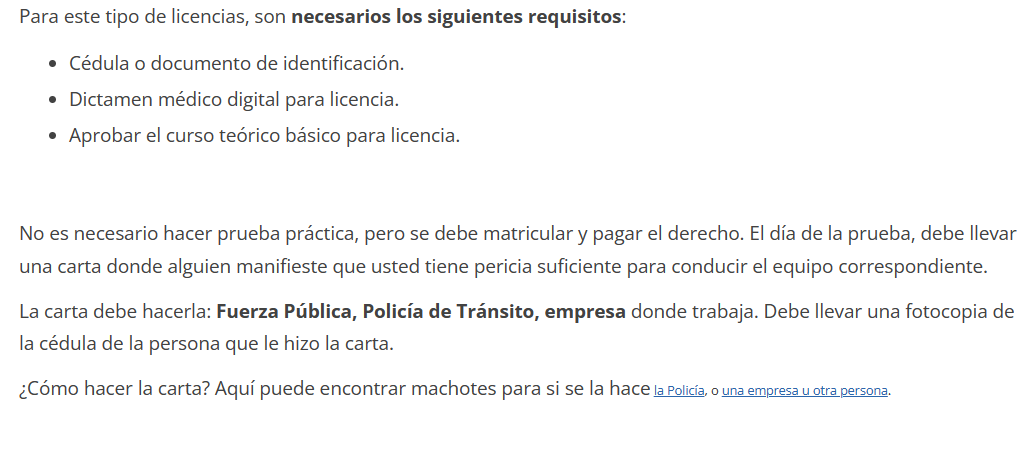 Para este tipo de licencias, son necesarios los siguientes requisitos:
• Cédula o documento de identificación.
• Dictamen médico digital para licencia.
• Aprobar el curso teórico básico para licencia.
No es necesario hacer prueba práctica, pero se debe matricular y pagar el derecho. El día de la prueba, debe llevar
una carta donde alguien manifieste que usted tiene pericia suficiente para conducir el equipo correspondiente.
La carta debe hacerla: Fuerza Pública, Policía de Tránsito, empresa donde trabaja. Debe llevar una fotocopia de
la cédula de la persona que le hizo la carta.
¿Cómo hacer la carta? Aquí puede encontrar machotes para si se la hace la Policía, o una empresa u otra persona.